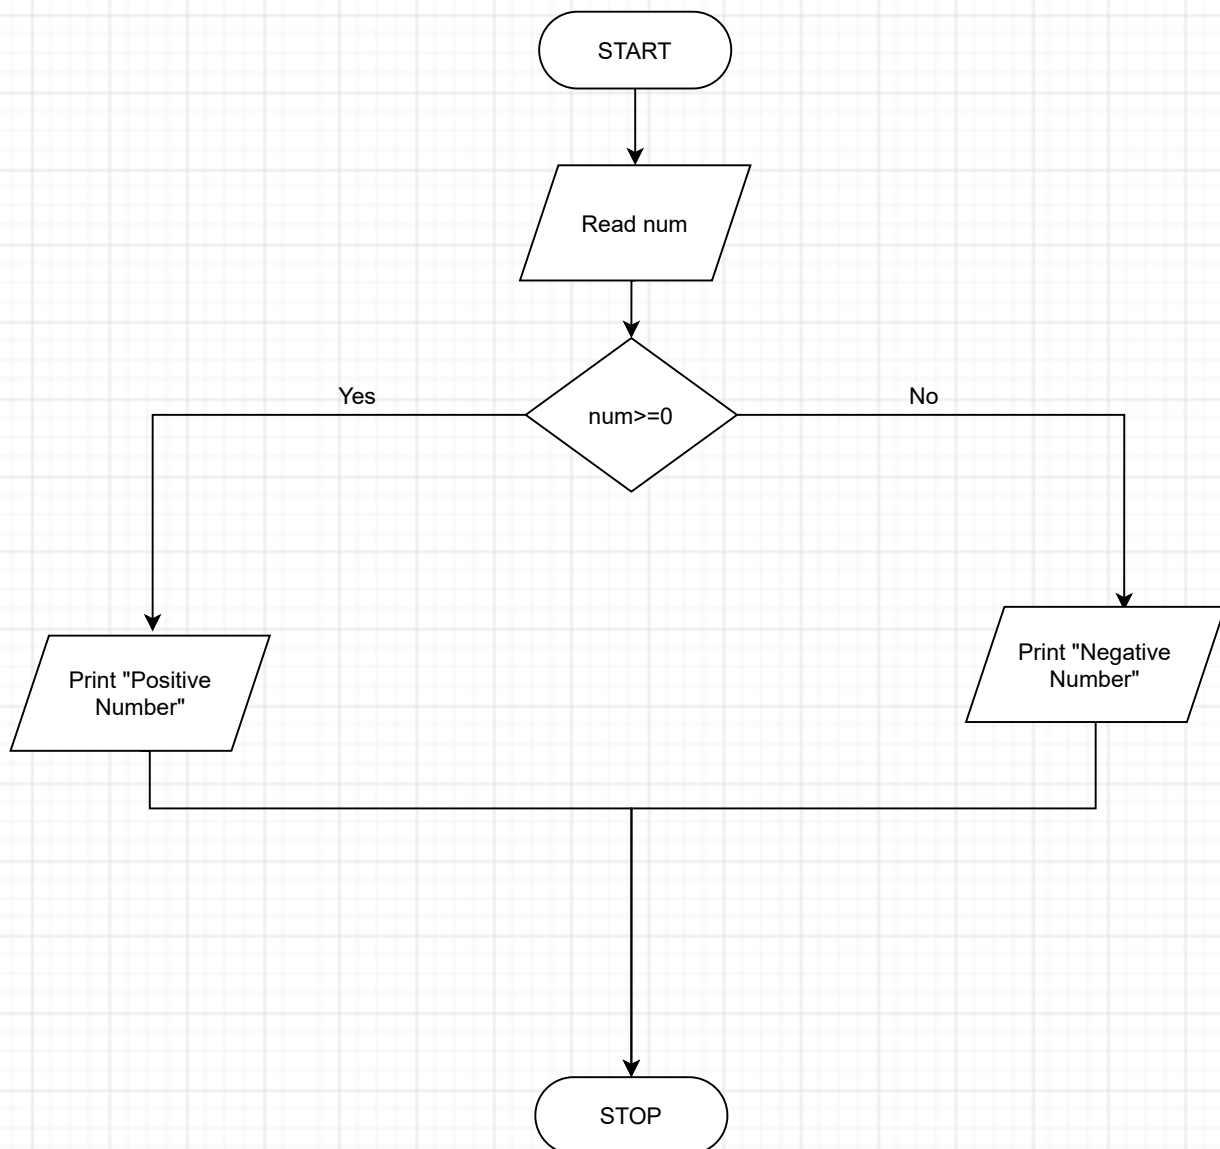 START
Read num
Yes
num>=0
No
Print "Positive
Number"
Print "Negative
Number"
STOP